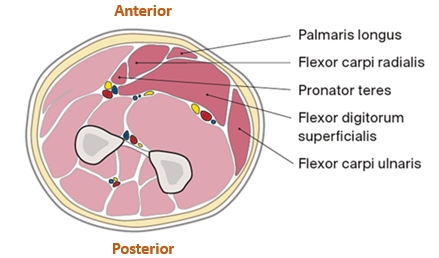 Anterior
Palmaris longus
Flexor carpi radialis
Pronator teres
Flexor digitorum
superficialis
Flexor carpi ulnaris
Posterior